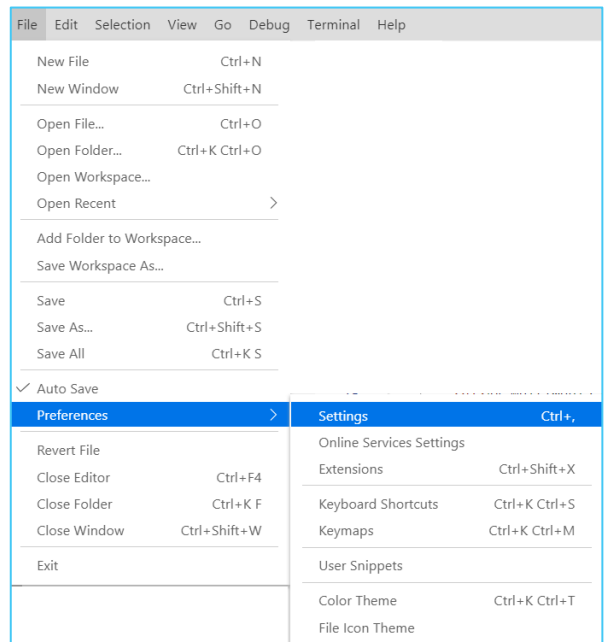 File Edit Selection View Go Debug Terminal Help
New File Ctrl+N
New Window Ctrl+Shift+N
Open File... Ctrl+O
Open Folder... Ctrl+K Ctrl+O
Open Workspace...
Open Recent
Add Folder to Workspace...
Save Workspace As...
Save Ctrl+S
Save As... Ctrl+Shift+S
Save All Ctrl+K S
Auto Save
Preferences
Revert File
Close Editor Ctrl+F4
Close Folder Ctrl+K F
Close Window Ctrl+Shift+W
Exit
Settings Ctrl+,
Online Services Settings
Extensions Ctrl+Shift+X
Keyboard Shortcuts Ctrl+K Ctrl+S
Keymaps Ctrl+K Ctrl+M
User Snippets
Color Theme Ctrl+K Ctrl+T
File Icon Theme